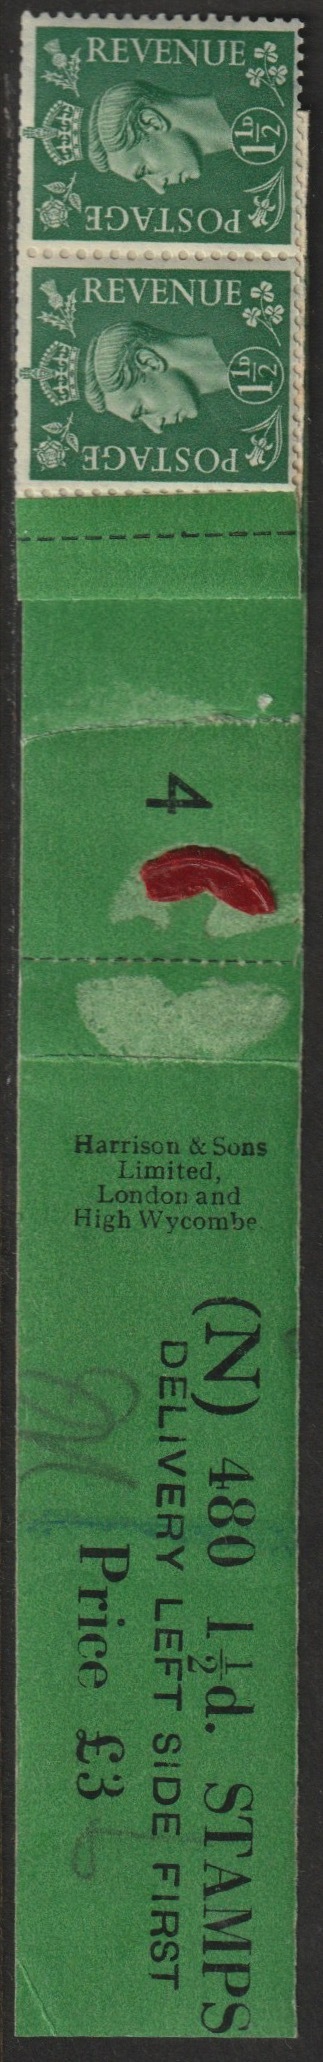 REVENUE
1½D
POSTAGE
REVENUE
1½D
POSTAGE
4
Harrison & Sons
Limited,
London and
High Wycombe
(N) 480 1½d. STAMPS
DELIVERY LEFT SIDE FIRST
Price £3